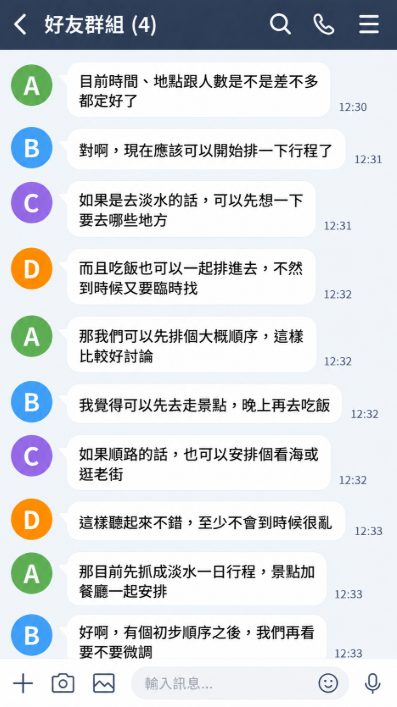 好友群組 (4)
A
目前時間、地點跟人數是不是差不多
都定好了
12:30
B
對啊，現在應該可以開始排一下行程了
12:31
C
如果是去淡水的話，可以先想一下
要去哪些地方
12:31
D
而且吃飯也可以一起排進去，不然
到時候又要臨時找
12:32
A
那我們可以先排個大概順序，這樣
比較好討論
12:32
B
我覺得可以先去走景點，晚上再去吃飯
12:32
C
如果順路的話，也可以安排個看海或
逛老街
12:32
D
這樣聽起來不錯，至少不會到時候很亂
12:33
A
那目前先抓成淡水一日行程，景點加
餐廳一起安排
12:33
B
好啊，有個初步順序之後，我們再看
要不要微調
12:33
輸入訊息...